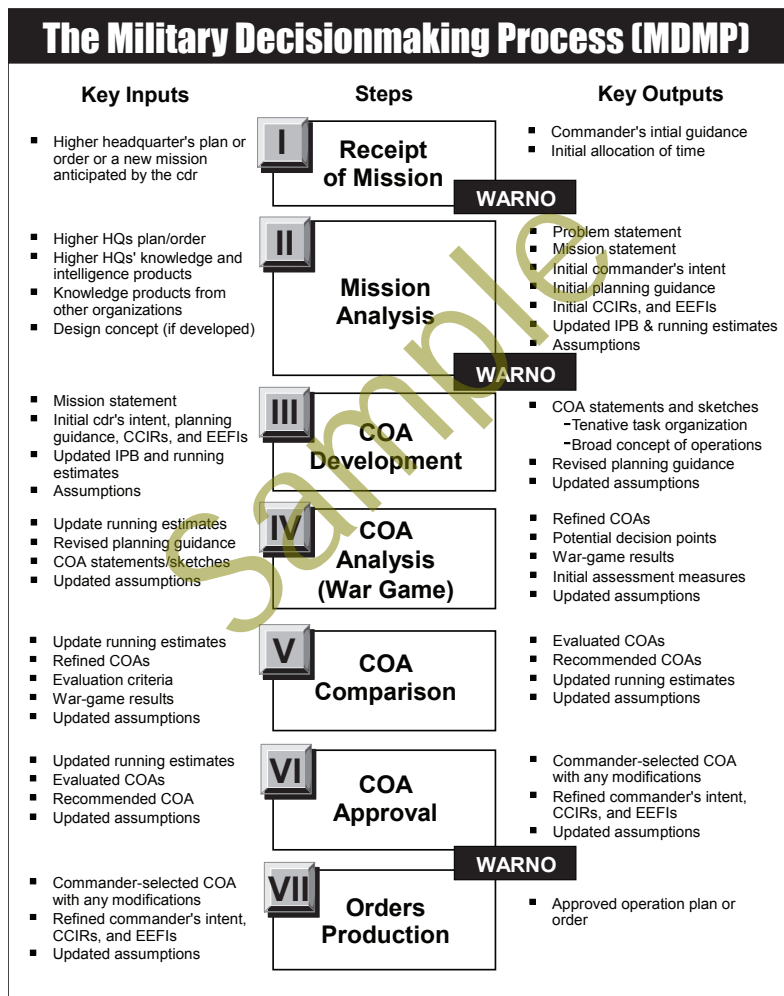 The Military Decisionmaking Process (MDMP)
Key Inputs
Steps
Key Outputs
▪ Higher headquarter's plan or
order or a new mission
anticipated by the cdr
I
Receipt
of Mission
▪ Commander's intial guidance
▪ Initial allocation of time
WARNO
▪ Higher HQs plan/order
▪ Higher HQs' knowledge and
intelligence products
▪ Knowledge products from
other organizations
▪ Design concept (if developed)
II
Mission
Analysis
▪ Problem statement
▪ Mission statement
▪ Initial commander's intent
▪ Initial planning guidance
▪ Initial CCIRs, and EEFIs
▪ Updated IPB & running estimates
▪ Assumptions
WARNO
▪ Mission statement
▪ Initial cdr's intent, planning
guidance, CCIRs, and EEFIs
▪ Updated IPB and running
estimates
▪ Assumptions
III
COA
Development
▪ COA statements and sketches
-Tenative task organization
-Broad concept of operations
▪ Revised planning guidance
▪ Updated assumptions
▪ Update running estimates
▪ Revised planning guidance
▪ COA statements/sketches
▪ Updated assumptions
IV
COA
Analysis
(War Game)
▪ Refined COAs
▪ Potential decision points
▪ War-game results
▪ Initial assessment measures
▪ Updated assumptions
▪ Update running estimates
▪ Refined COAs
▪ Evaluation criteria
▪ War-game results
▪ Updated assumptions
V
COA
Comparison
▪ Evaluated COAs
▪ Recommended COAs
▪ Updated running estimates
▪ Updated assumptions
▪ Updated running estimates
▪ Evaluated COAs
▪ Recommended COA
▪ Updated assumptions
VI
COA
Approval
▪ Commander-selected COA
with any modifications
▪ Refined commander's intent,
CCIRs, and EEFIs
▪ Updated assumptions
WARNO
▪ Commander-selected COA
with any modifications
▪ Refined commander's intent,
CCIRs, and EEFIs
▪ Updated assumptions
VII
Orders
Production
▪ Approved operation plan or
order
Sample